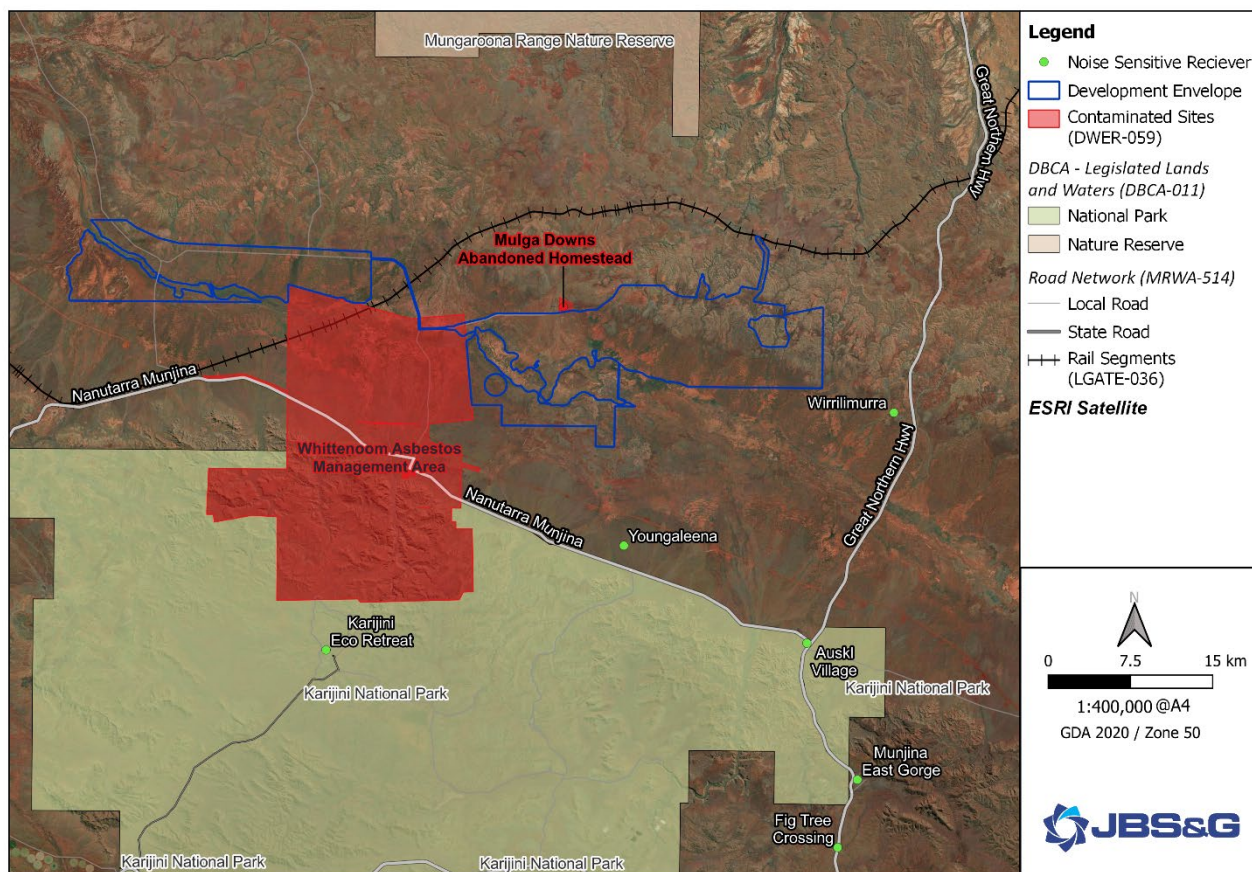 Mungaroona Range Nature Reserve
Great Northern Hwy
Mulga Downs
Abandoned Homestead
Nanutarra Munjina
Wirrilimurra
Great Northern Hwy
Whittenoom Asbestos
Management Area
Nanutarra Munjina
Youngaleena
Karijini
Eco Retreat
Auskl
Village
Karijini National Park
Karijini National Park
Munjina
East Gorge
Fig Tree
Crossing
Karijini National Park
Karijini National Park
Legend
Noise Sensitive Reciever
Development Envelope
Contaminated Sites
(DWER-059)
DBCA - Legislated Lands
and Waters (DBCA-011)
National Park
Nature Reserve
Road Network (MRWA-514)
Local Road
State Road
Rail Segments
(LGATE-036)
ESRI Satellite
N
0 7.5 15 km
1:400,000 @A4
GDA 2020 / Zone 50
JBS&G